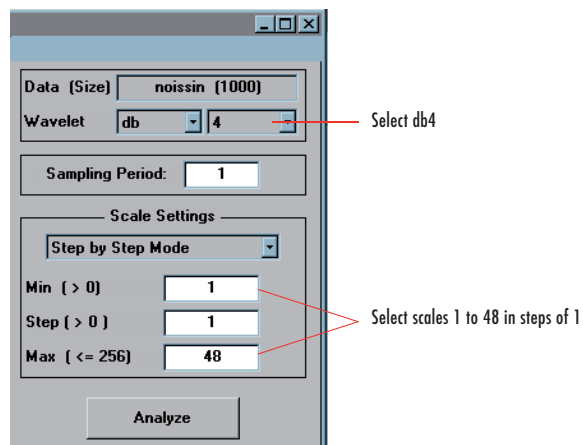 Data (Size) noissin (1000)
Wavelet db 4
Select db4
Sampling Period: 1
Scale Settings
Step by Step Mode
Min ( > 0) 1
Step ( > 0 ) 1
Select scales 1 to 48 in steps of 1
Max ( <= 256) 48
Analyze